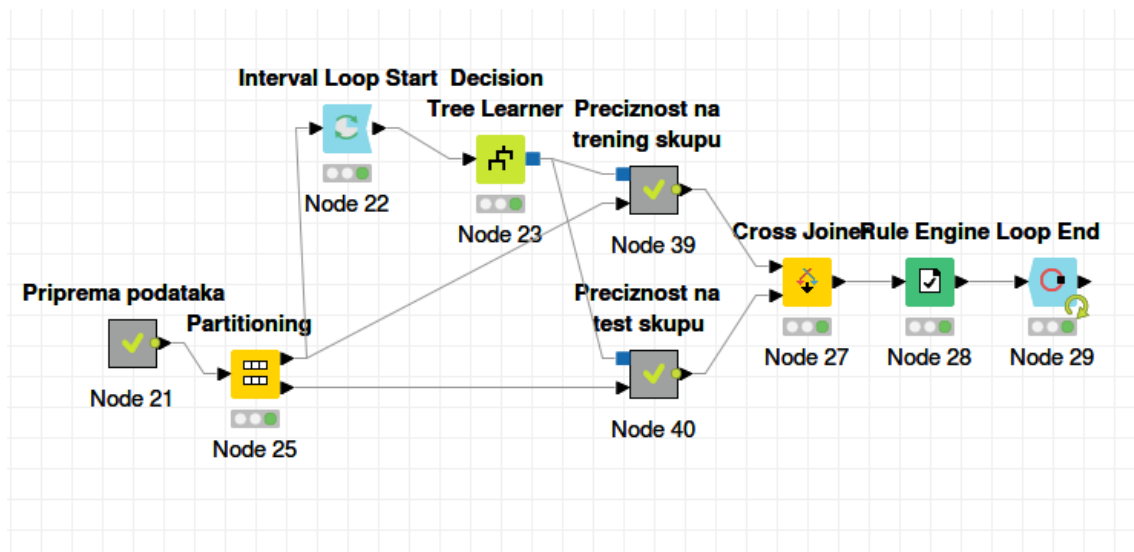 Interval Loop Start
Node 22
Decision
Tree Learner
Node 23
Preciznost na
trening skupu
Node 39
Priprema podataka
Node 21
Partitioning
Node 25
Preciznost na
test skupu
Node 40
Cross Joiner
Node 27
Rule Engine
Node 28
Loop End
Node 29